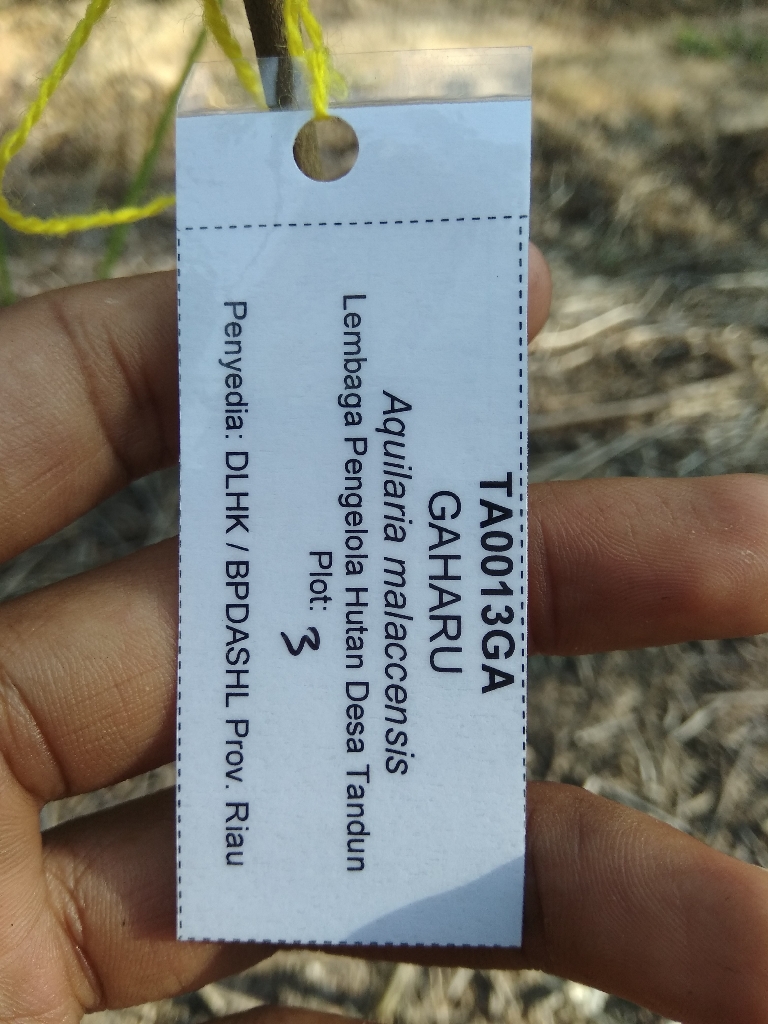 TA0013GA
GAHARU
Aquilaria malaccensis
Lembaga Pengelola Hutan Desa Tandun
Plot: 3
Penyedia: DLHK / BPDASHL Prov. Riau